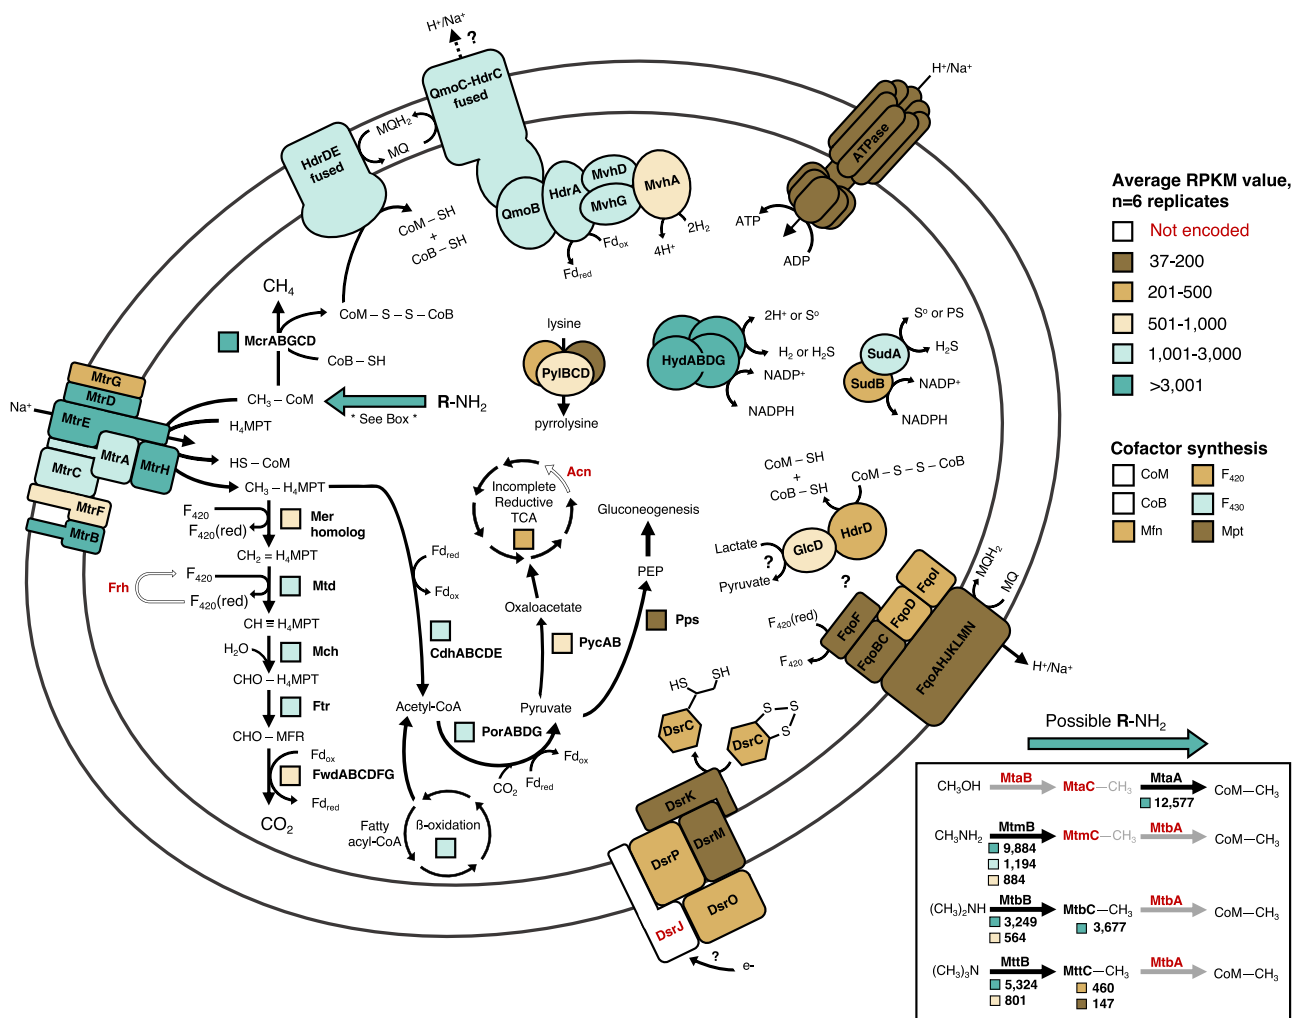 H⁺/Na⁺
?
QmoC-HdrC
fused
MQH₂
MQ
HdrDE
fused
CoM – SH
+
CoB – SH
QmoB
HdrA
MvhD
MvhG
MvhA
2H₂
4H⁺
Fd_ox
Fd_red
H⁺/Na⁺
ATPase
ATP
ADP
Average RPKM value,
n=6 replicates
Not encoded
37-200
201-500
501-1,000
1,001-3,000
>3,001
Cofactor synthesis
CoM
F₄₂₀
CoB
F₄₃₀
Mfn
Mpt
CH₄
CoM – S – S – CoB
McrABGCD
CoB – SH
CH₃ – CoM
R-NH₂
* See Box *
H₄MPT
HS – CoM
CH₃ – H₄MPT
Na⁺
MtrG
MtrD
MtrE
MtrA
MtrC
MtrH
MtrF
MtrB
lysine
PylBCD
pyrrolysine
HydABDG
2H⁺ or S⁰
H₂ or H₂S
NADP⁺
NADPH
S⁰ or PS
SudA
H₂S
SudB
NADP⁺
NADPH
F₄₂₀
F₄₂₀(red)
Mer
homolog
CH₂ = H₄MPT
Frh
F₄₂₀
F₄₂₀(red)
Mtd
CH ≡ H₄MPT
H₂O
Mch
CHO – H₄MPT
Ftr
CHO – MFR
Fd_ox
FwdABCDFG
Fd_red
CO₂
Fd_red
Fd_ox
CdhABCDE
Acetyl-CoA
Acn
Incomplete
Reductive
TCA
Oxaloacetate
PycAB
Pyruvate
PorABDG
CO₂
Fd_red
Fd_ox
Fatty
acyl-CoA
ß-oxidation
Gluconeogenesis
PEP
Pps
CoM – SH
+
CoB – SH
CoM – S – S – CoB
Lactate
?
Pyruvate
GlcD
HdrD
?
F₄₂₀(red)
F₄₂₀
FqoF
FqoBC
FqoD
FqoI
FqoAHJKLMN
MQH₂
MQ
H⁺/Na⁺
HS
SH
DsrC
DsrC
S
S
S
DsrK
DsrM
DsrP
DsrO
DsrJ
?
e-
Possible R-NH₂
CH₃OH
MtaB
MtaC—CH₃
MtaA
CoM—CH₃
12,577
CH₃NH₂
MtmB
MtmC—CH₃
MtbA
CoM—CH₃
9,884
1,194
884
(CH₃)₂NH
MtbB
MtbC—CH₃
MtbA
CoM—CH₃
3,249
3,677
564
(CH₃)₃N
MttB
MttC—CH₃
MtbA
CoM—CH₃
5,324
460
801
147